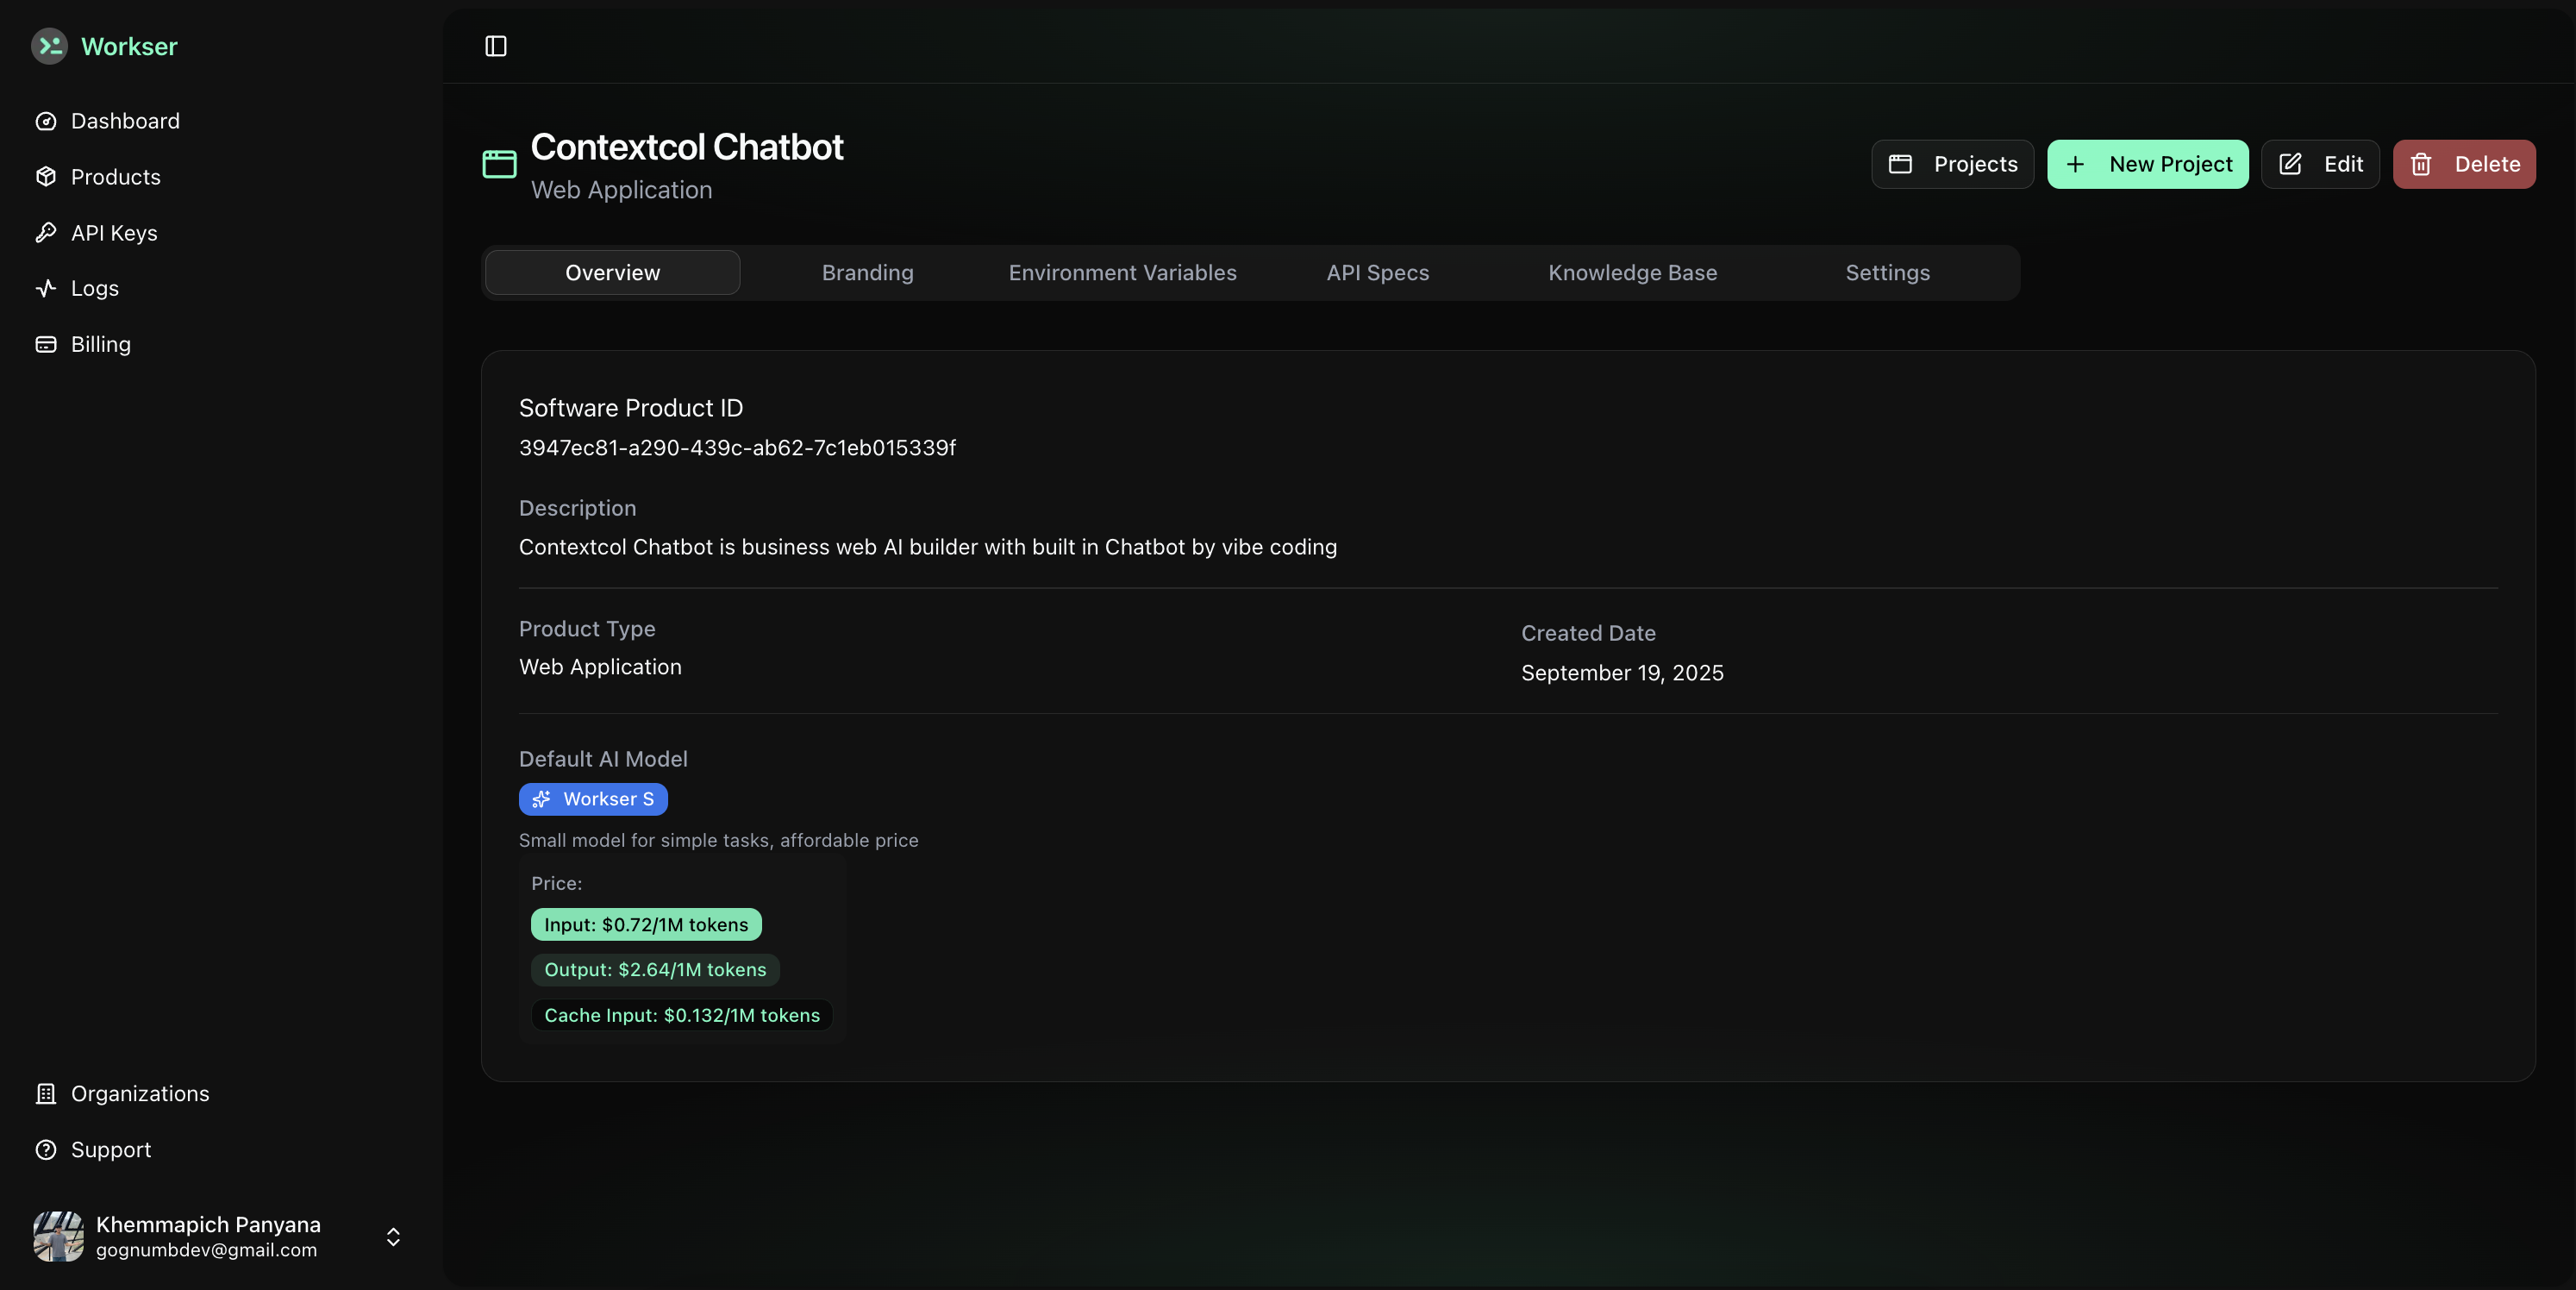 Workser
Dashboard
Products
API Keys
Logs
Billing
Organizations
Support
Khemmapich Panyana
gognumbdev@gmail.com
Contextcol Chatbot
Web Application
Projects
New Project
Edit
Delete
Overview
Branding
Environment Variables
API Specs
Knowledge Base
Settings
Software Product ID
3947ec81-a290-439c-ab62-7c1eb015339f
Description
Contextcol Chatbot is business web AI builder with built in Chatbot by vibe coding
Product Type
Web Application
Created Date
September 19, 2025
Default AI Model
Workser S
Small model for simple tasks, affordable price
Price:
Input: $0.72/1M tokens
Output: $2.64/1M tokens
Cache Input: $0.132/1M tokens